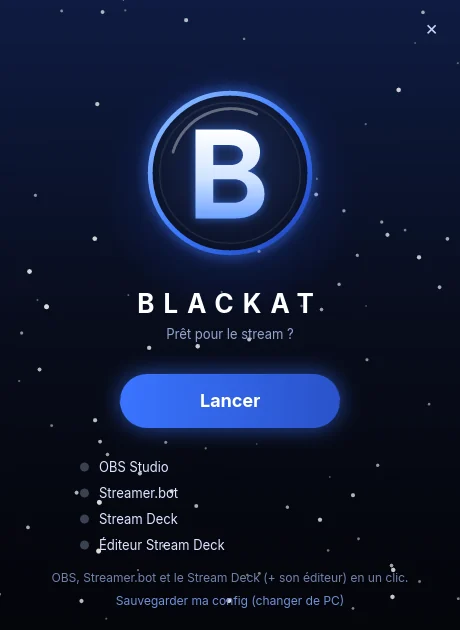 B
BLACKAT
Prêt pour le stream ?
Lancer
OBS Studio
Streamer.bot
Stream Deck
Éditeur Stream Deck
OBS, Streamer.bot et le Stream Deck (+ son éditeur) en un clic.
Sauvegarder ma config (changer de PC)